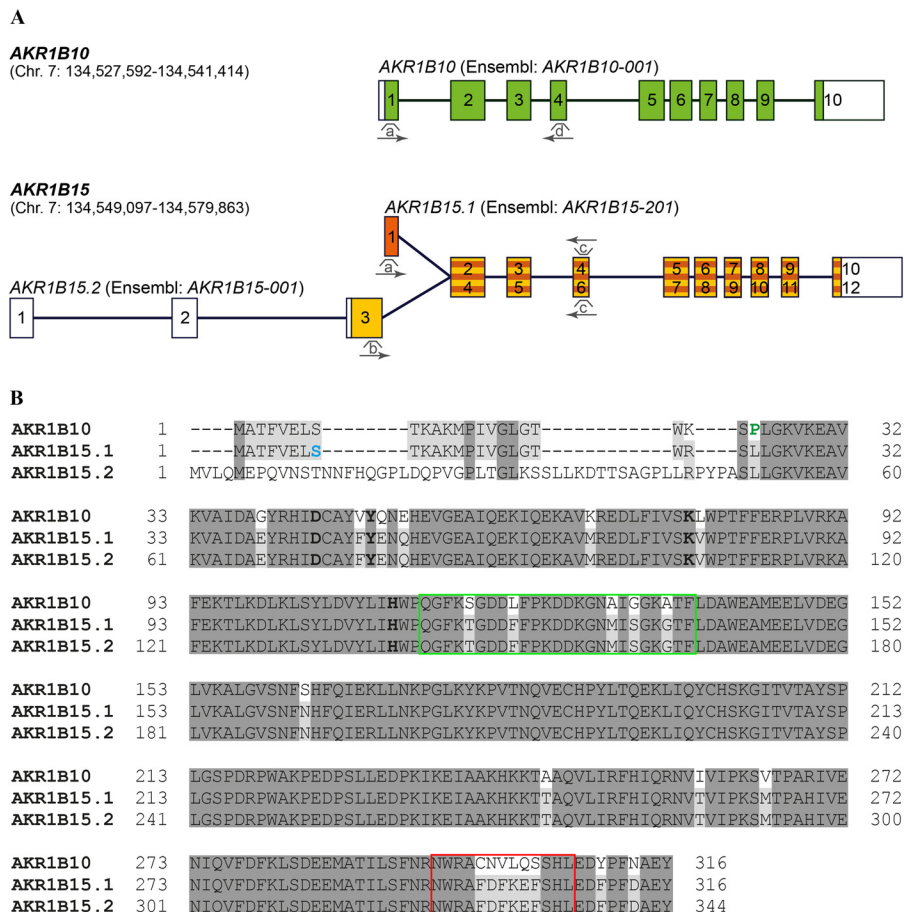 A
AKR1B10
(Chr. 7: 134,527,592-134,541,414)
AKR1B10 (Ensembl: AKR1B10-001)
1 2 3 4 5 6 7 8 9 10
a d
AKR1B15
(Chr. 7: 134,549,097-134,579,863)
AKR1B15.1 (Ensembl: AKR1B15-201)
1
a c
2 3 4 5 6 7 8 9 10
4 5 6 7 8 9 10 11 12
c
AKR1B15.2 (Ensembl: AKR1B15-001)
1 2 3
b
B
AKR1B10 1 ----MATFVELS--------TKAKMPIVGLGT------------WK----SPLGKVKEAV 32
AKR1B15.1 1 ----MATFVELS--------TKAKMPIVGLGT------------WR----SLLGKVKEAV 32
AKR1B15.2 1 MVLQMEPQVNSTNNFHQGPLDQPVGPLTGLKSSLLKDTTSAGPLLRPYPASLLGKVKEAV 60
AKR1B10 33 KVAIDAGYRHIDCAYVYQNEHEVGEAIQEKIQEKAVKREDLFIVSKLWPTFFERPLVRKA 92
AKR1B15.1 33 KVAIDAEYRHIDCAYFYENQHEVGEAIQEKIQEKAVMREDLFIVSKVWPTFFERPLVRKA 92
AKR1B15.2 61 KVAIDAEYRHIDCAYFYENQHEVGEAIQEKIQEKAVMREDLFIVSKVWPTFFERPLVRKA 120
AKR1B10 93 FEKTLKDLKLSYLDVYLIHWPQGFKSGDDLFPKDDKGNAIGGKATFLDAWEAMEELVDEG 152
AKR1B15.1 93 FEKTLKDLKLSYLDVYLIHWPQGFKTGDDFFPKDDKGNMISGKGTFLDAWEAMEELVDEG 152
AKR1B15.2 121 FEKTLKDLKLSYLDVYLIHWPQGFKTGDDFFPKDDKGNMISGKGTFLDAWEAMEELVDEG 180
AKR1B10 153 LVKALGVSNFSHFQIEKLLNKPGLKYKPVTNQVECHPYLTQEKLIQYCHSKGITVTAYSP 212
AKR1B15.1 153 LVKALGVSNFNHFQIERLLNKPGLKYKPVTNQVECHPYLTQEKLIQYCHSKGITVTAYSP 213
AKR1B15.2 181 LVKALGVSNFNHFQIERLLNKPGLKYKPVTNQVECHPYLTQEKLIQYCHSKGITVTAYSP 240
AKR1B10 213 LGSPDRPWAKPEDPSLLEDPKIKEIAAKHKKTAAQVLIRFHIQRNVIVIPKSVTPARIVE 272
AKR1B15.1 213 LGSPDRPWAKPEDPSLLEDPKIKEIAAKHKKTTAQVLIRFHIQRNVTVIPKSMTPAHIVE 272
AKR1B15.2 241 LGSPDRPWAKPEDPSLLEDPKIKEIAAKHKKTTAQVLIRFHIQRNVTVIPKSMTPAHIVE 300
AKR1B10 273 NIQVFDFKLSDEEMATILSFNRNWRACNVLQSSHLEDYPFNAEY 316
AKR1B15.1 273 NIQVFDFKLSDEEMATILSFNRNWRAFDFKEFSHLEDFPFDAEY 316
AKR1B15.2 301 NIQVFDFKLSDEEMATILSFNRNWRAFDFKEFSHLEDFPFDAEY 344